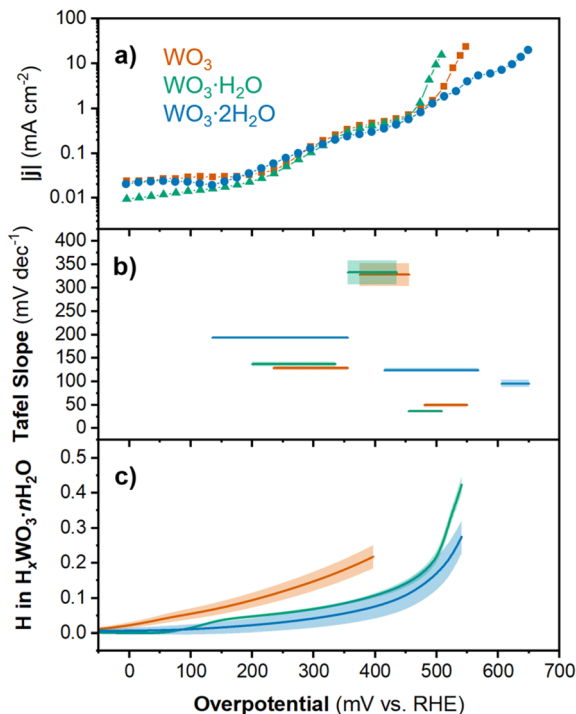 a)
WO₃
WO₃·H₂O
WO₃·2H₂O
|j| (mA cm⁻²)
100
10
1
0.1
0.01
b)
Tafel Slope (mV dec⁻¹)
400
350
300
250
200
150
100
50
0
c)
H in HₓWO₃·nH₂O
0.5
0.4
0.3
0.2
0.1
0.0
0 100 200 300 400 500 600 700
Overpotential (mV vs. RHE)